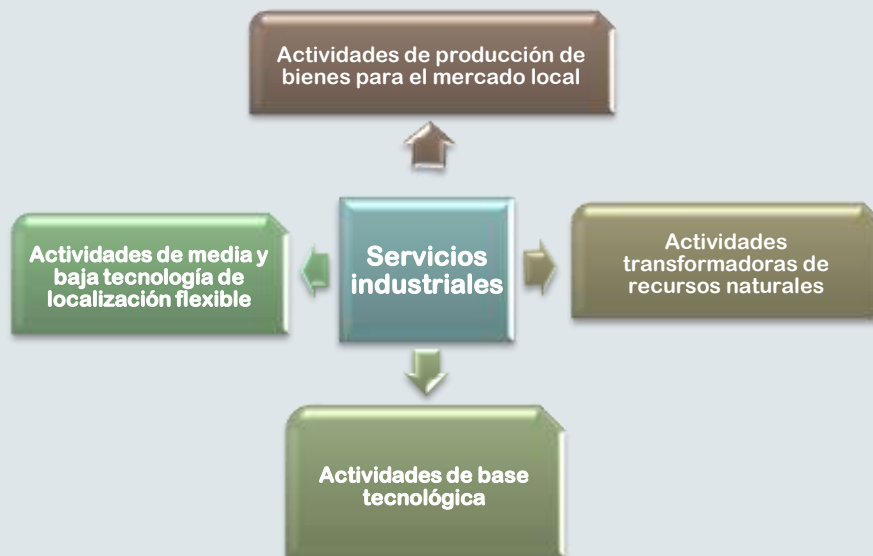 Actividades de producción de
bienes para el mercado local
Actividades de media y
baja tecnología de
localización flexible
Servicios
industriales
Actividades
transformadoras de
recursos naturales
Actividades de base
tecnológica